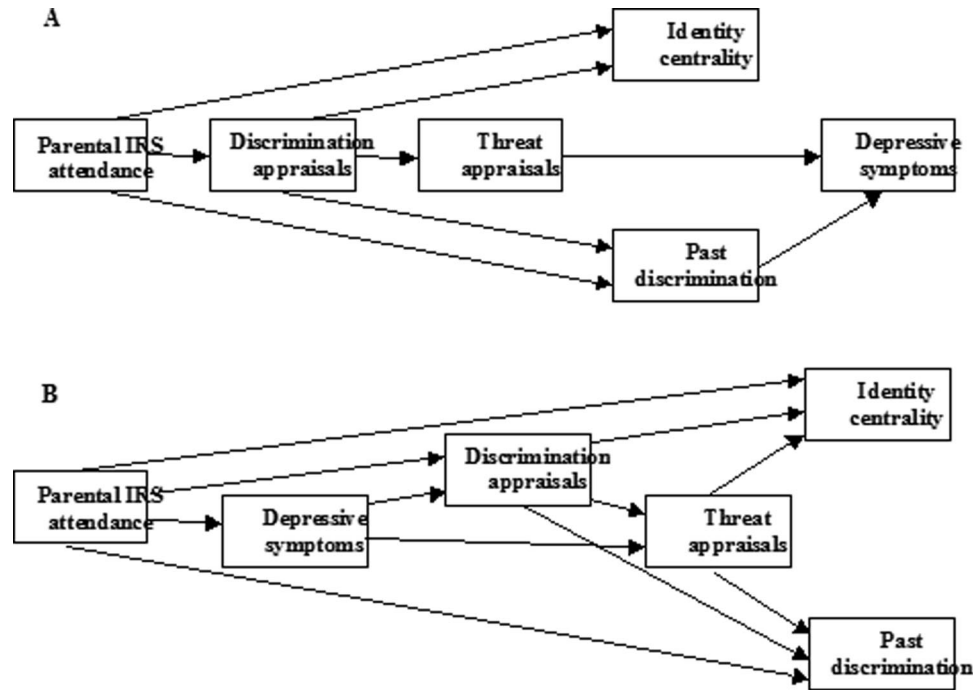 A
Identity
centrality
Parental IRS
attendance
Discrimination
appraisals
Threat
appraisals
Depressive
symptoms
Past
discrimination
B
Identity
centrality
Discrimination
appraisals
Parental IRS
attendance
Depressive
symptoms
Threat
appraisals
Past
discrimination